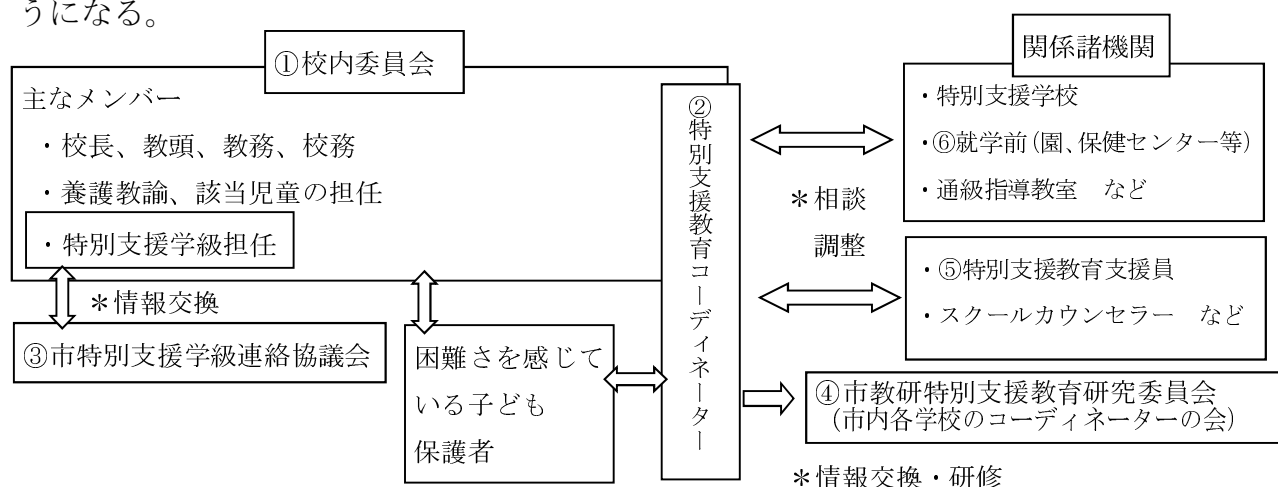 うになる。
①校内委員会
主なメンバー
・校長、教頭、教務、校務
・養護教諭、該当児童の担任
・特別支援学級担任
＊情報交換
③市特別支援学級連絡協議会
困難さを感じて
いる子ども
保護者
②特別支援教育コーディネーター
＊相談
調整
関係諸機関
・特別支援学校
・⑥就学前(園、保健センター等)
・通級指導教室　など
・⑤特別支援教育支援員
・スクールカウンセラー　など
④市教研特別支援教育研究委員会
（市内各学校のコーディネーターの会）
＊情報交換・研修